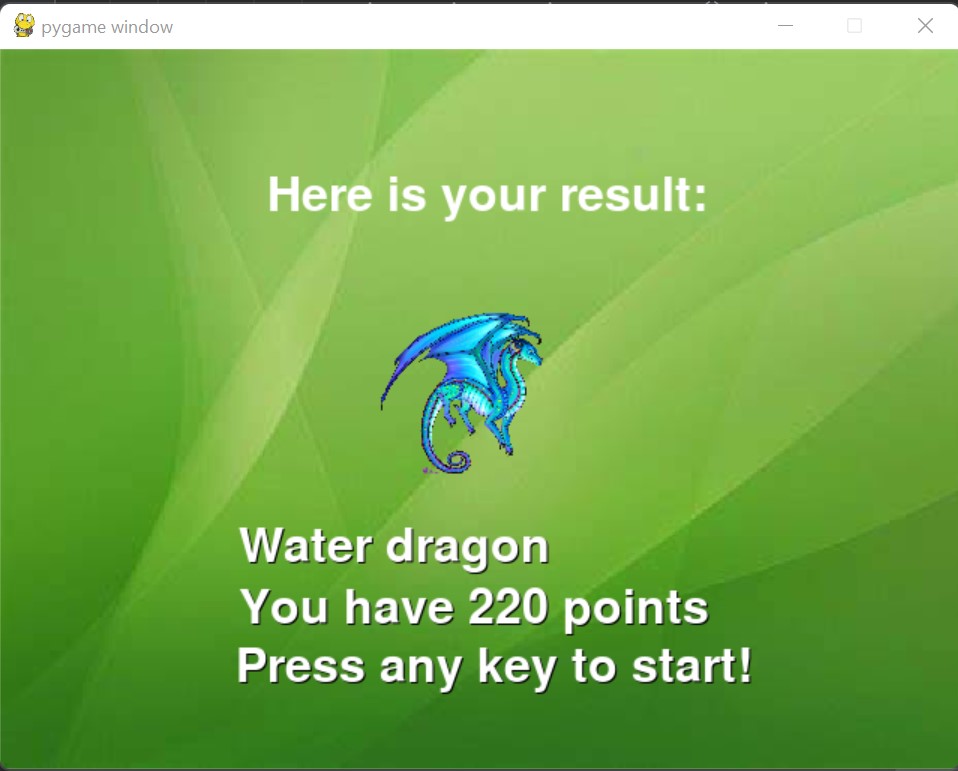 pygame window
Here is your result:
Water dragon
You have 220 points
Press any key to start!